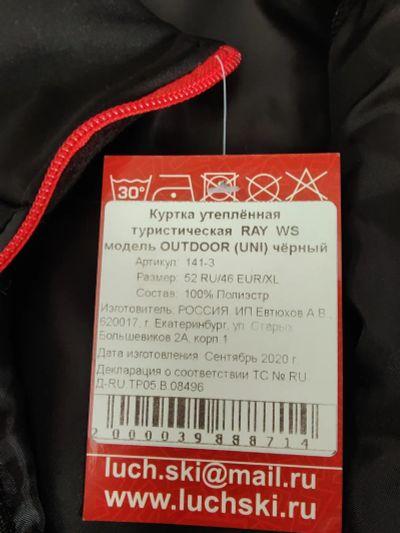 30°
Куртка утеплённая
туристическая RAY WS
модель OUTDOOR (UNI) чёрный
Артикул: 141-3
Размер: 52 RU/46 EUR/XL
Состав: 100% Полиэстр
Изготовитель: РОССИЯ, ИП Евтюхов А.В.,
620017, г. Екатеринбург, ул. Старых
Большевиков 2А, корп.1
Дата изготовления Сентябрь 2020 г.
Декларация о соответствии ТС № RU
Д-RU.ТР05.В.08496
2000039888714
luch.ski@mail.ru
www.luchski.ru